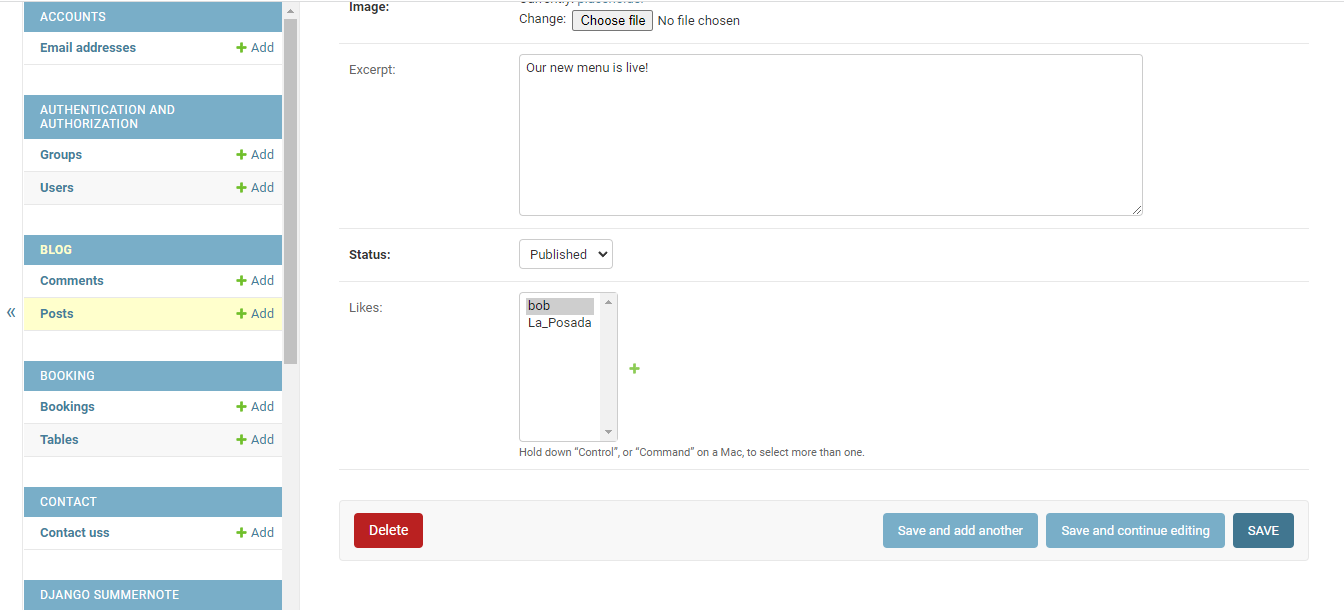 ACCOUNTS
Email addresses + Add
AUTHENTICATION AND
AUTHORIZATION
Groups + Add
Users + Add
BLOG
Comments + Add
Posts + Add
BOOKING
Bookings + Add
Tables + Add
CONTACT
Contact uss + Add
DJANGO SUMMERNOTE
«
Image:
Currently: placeholder
Change: Choose file No file chosen
Excerpt:
Our new menu is live!
Status:
Published
Likes:
bob
La_Posada
Hold down “Control”, or “Command” on a Mac, to select more than one.
Delete
Save and add another
Save and continue editing
SAVE